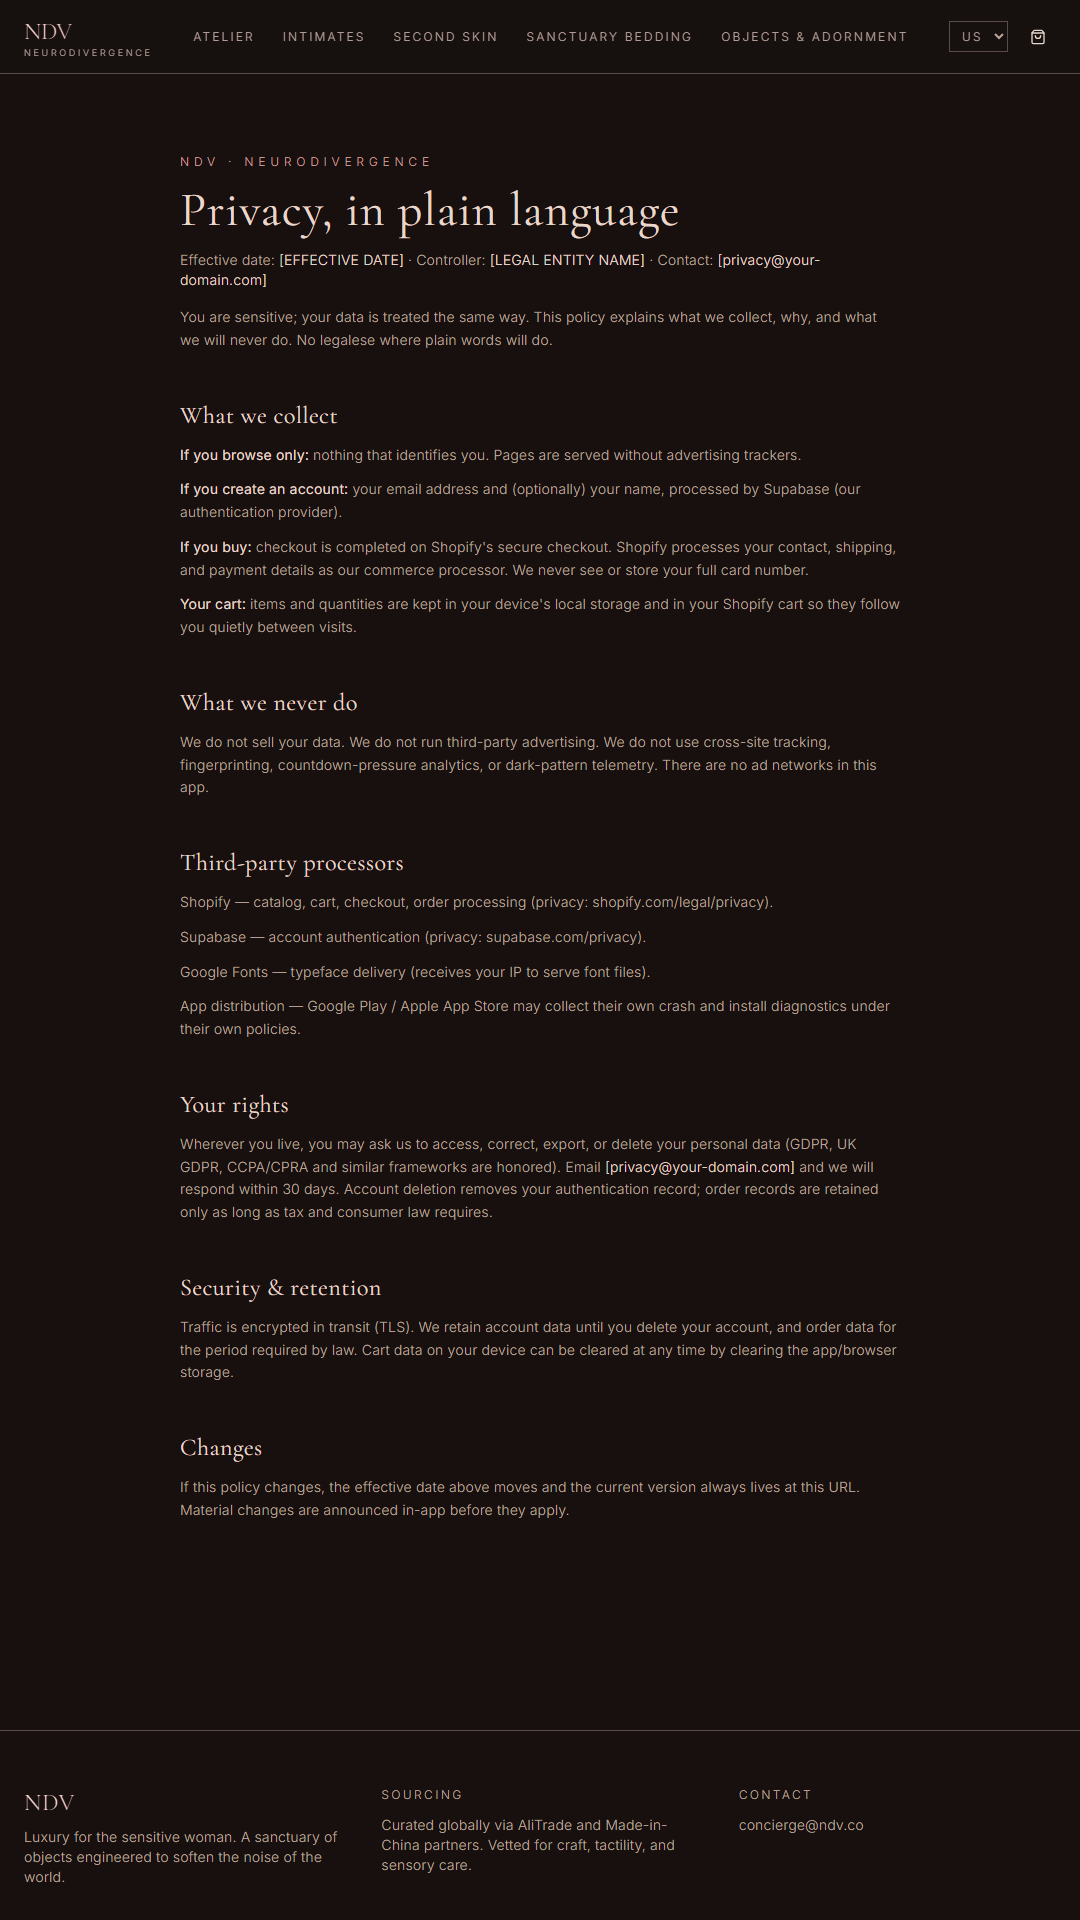 NDV
NEURODIVERGENCE
ATELIER
INTIMATES
SECOND SKIN
SANCTUARY BEDDING
OBJECTS & ADORNMENT
US
NDV · NEURODIVERGENCE
Privacy, in plain language
Effective date: [EFFECTIVE DATE] · Controller: [LEGAL ENTITY NAME] · Contact: [privacy@your-
domain.com]
You are sensitive; your data is treated the same way. This policy explains what we collect, why, and what
we will never do. No legalese where plain words will do.
What we collect
If you browse only: nothing that identifies you. Pages are served without advertising trackers.
If you create an account: your email address and (optionally) your name, processed by Supabase (our
authentication provider).
If you buy: checkout is completed on Shopify's secure checkout. Shopify processes your contact, shipping,
and payment details as our commerce processor. We never see or store your full card number.
Your cart: items and quantities are kept in your device's local storage and in your Shopify cart so they follow
you quietly between visits.
What we never do
We do not sell your data. We do not run third-party advertising. We do not use cross-site tracking,
fingerprinting, countdown-pressure analytics, or dark-pattern telemetry. There are no ad networks in this
app.
Third-party processors
Shopify — catalog, cart, checkout, order processing (privacy: shopify.com/legal/privacy).
Supabase — account authentication (privacy: supabase.com/privacy).
Google Fonts — typeface delivery (receives your IP to serve font files).
App distribution — Google Play / Apple App Store may collect their own crash and install diagnostics under
their own policies.
Your rights
Wherever you live, you may ask us to access, correct, export, or delete your personal data (GDPR, UK
GDPR, CCPA/CPRA and similar frameworks are honored). Email [privacy@your-domain.com] and we will
respond within 30 days. Account deletion removes your authentication record; order records are retained
only as long as tax and consumer law requires.
Security & retention
Traffic is encrypted in transit (TLS). We retain account data until you delete your account, and order data for
the period required by law. Cart data on your device can be cleared at any time by clearing the app/browser
storage.
Changes
If this policy changes, the effective date above moves and the current version always lives at this URL.
Material changes are announced in-app before they apply.
NDV
Luxury for the sensitive woman. A sanctuary of
objects engineered to soften the noise of the
world.
SOURCING
Curated globally via AliTrade and Made-in-
China partners. Vetted for craft, tactility, and
sensory care.
CONTACT
concierge@ndv.co